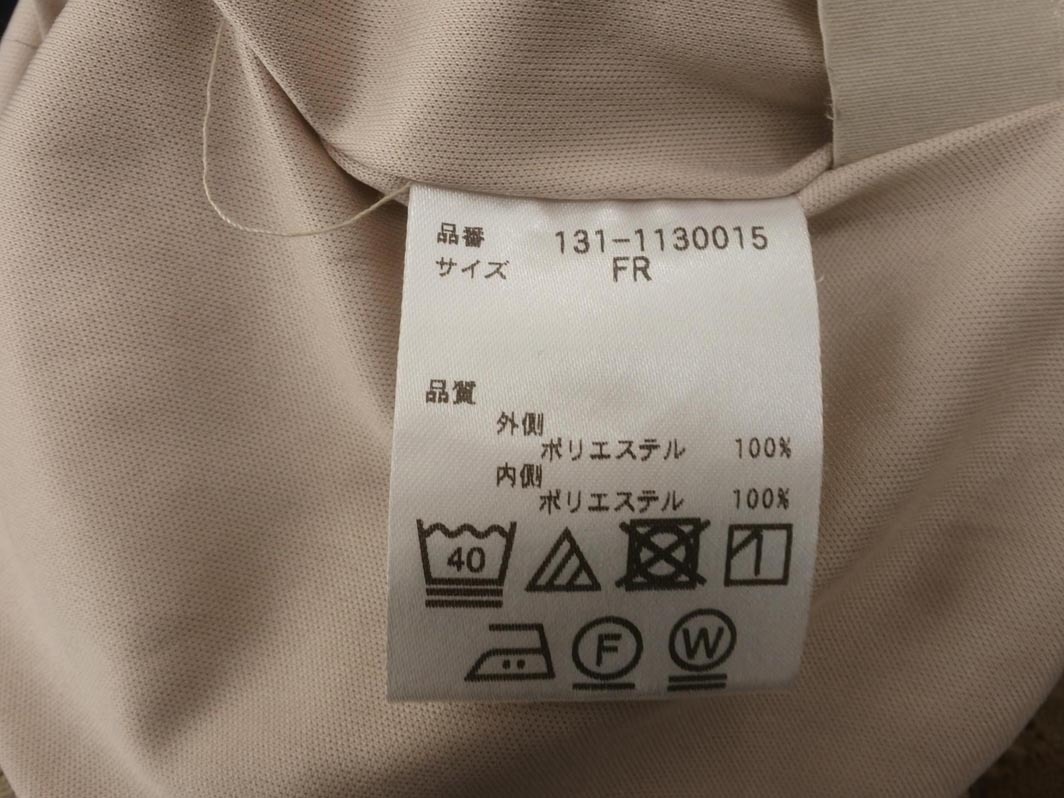 品番 131-1130015
サイズ FR
品質
外側
ポリエステル 100%
内側
ポリエステル 100%
40
F W